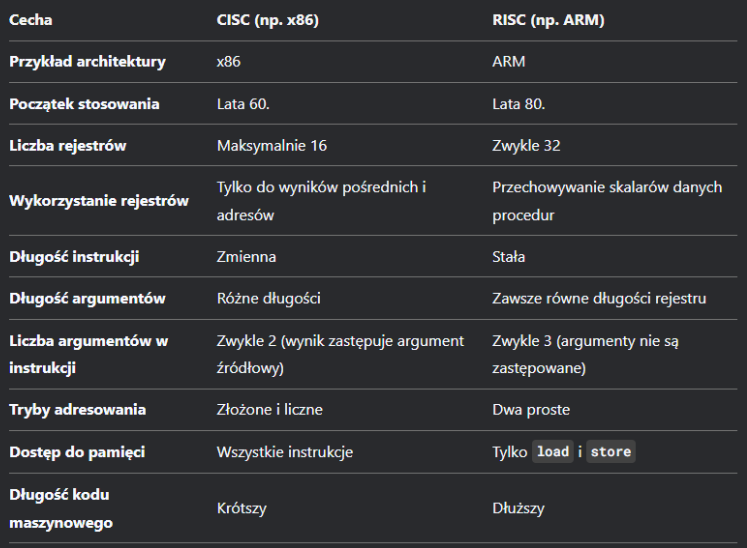 Cecha CISC (np. x86) RISC (np. ARM)
Przykład architektury x86 ARM
Początek stosowania Lata 60. Lata 80.
Liczba rejestrów Maksymalnie 16 Zwykle 32
Wykorzystanie rejestrów Tylko do wyników pośrednich i adresów Przechowywanie skalarów danych procedur
Długość instrukcji Zmienna Stała
Długość argumentów Różne długości Zawsze równe długości rejestru
Liczba argumentów w instrukcji Zwykle 2 (wynik zastępuje argument źródłowy) Zwykle 3 (argumenty nie są zastępowane)
Tryby adresowania Złożone i liczne Dwa proste
Dostęp do pamięci Wszystkie instrukcje Tylko load i store
Długość kodu maszynowego Krótszy Dłuższy